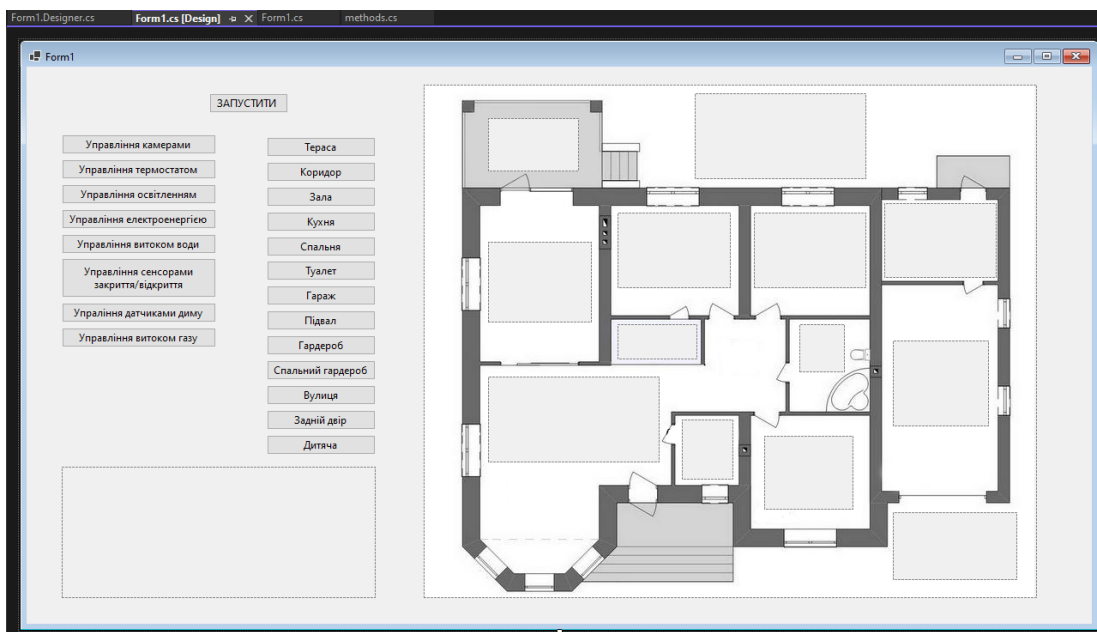 Form1.Designer.cs
Form1.cs [Design]
Form1.cs
methods.cs
Form1
ЗАПУСТИТИ
Управління камерами
Управління термостатом
Управління освітленням
Управління електроенергією
Управління витоком води
Управління сенсорами
закриття/відкриття
Упраління датчиками диму
Управління витоком газу
Тераса
Коридор
Зала
Кухня
Спальня
Туалет
Гараж
Підвал
Гардероб
Спальний гардероб
Вулиця
Задній двір
Дитяча